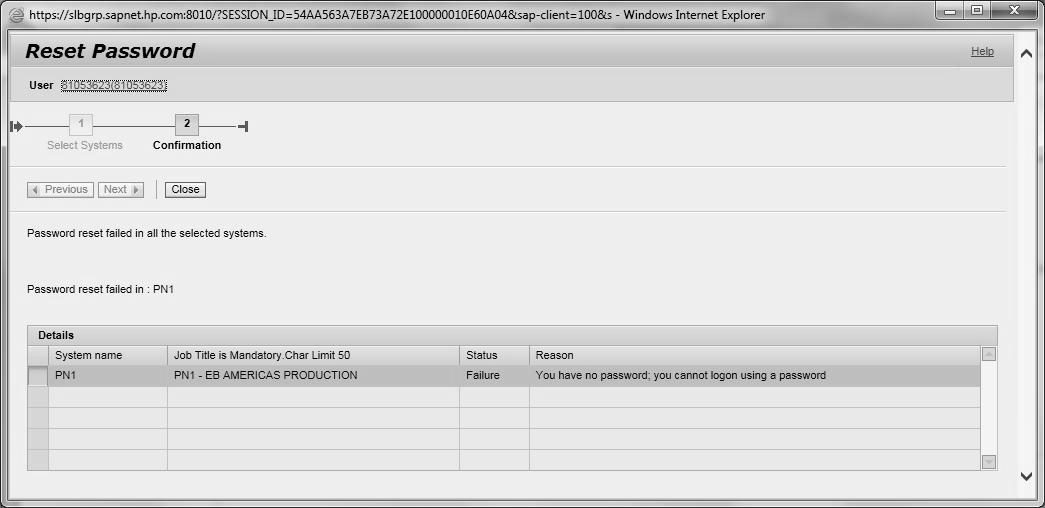 https://slbgrp.sapnet.hp.com:8010/?SESSION_ID=54AA563A7EB73A72E100000010E60A04&sap-client=100&s - Windows Internet Explorer
Reset Password
Help
User 81053623(81053623)
1 2
Select Systems Confirmation
Previous Next Close
Password reset failed in all the selected systems.
Password reset failed in : PN1
Details
System name Job Title is Mandatory.Char Limit 50 Status Reason
PN1 PN1 - EB AMERICAS PRODUCTION Failure You have no password; you cannot logon using a password